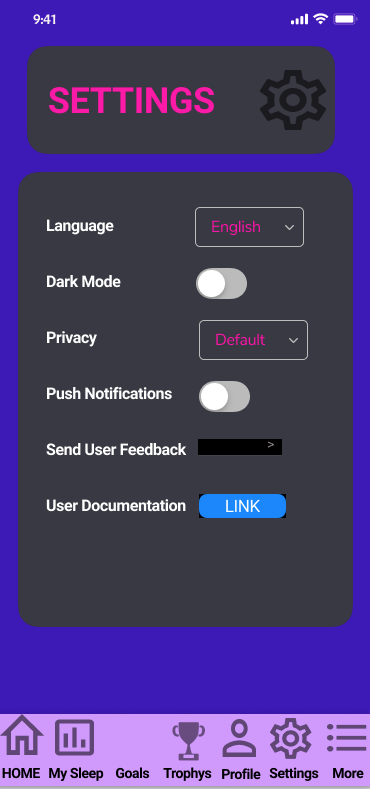 9:41
SETTINGS
Language English
Dark Mode
Privacy Default
Push Notifications
Send User Feedback >
User Documentation LINK
HOME My Sleep Goals Trophys Profile Settings More